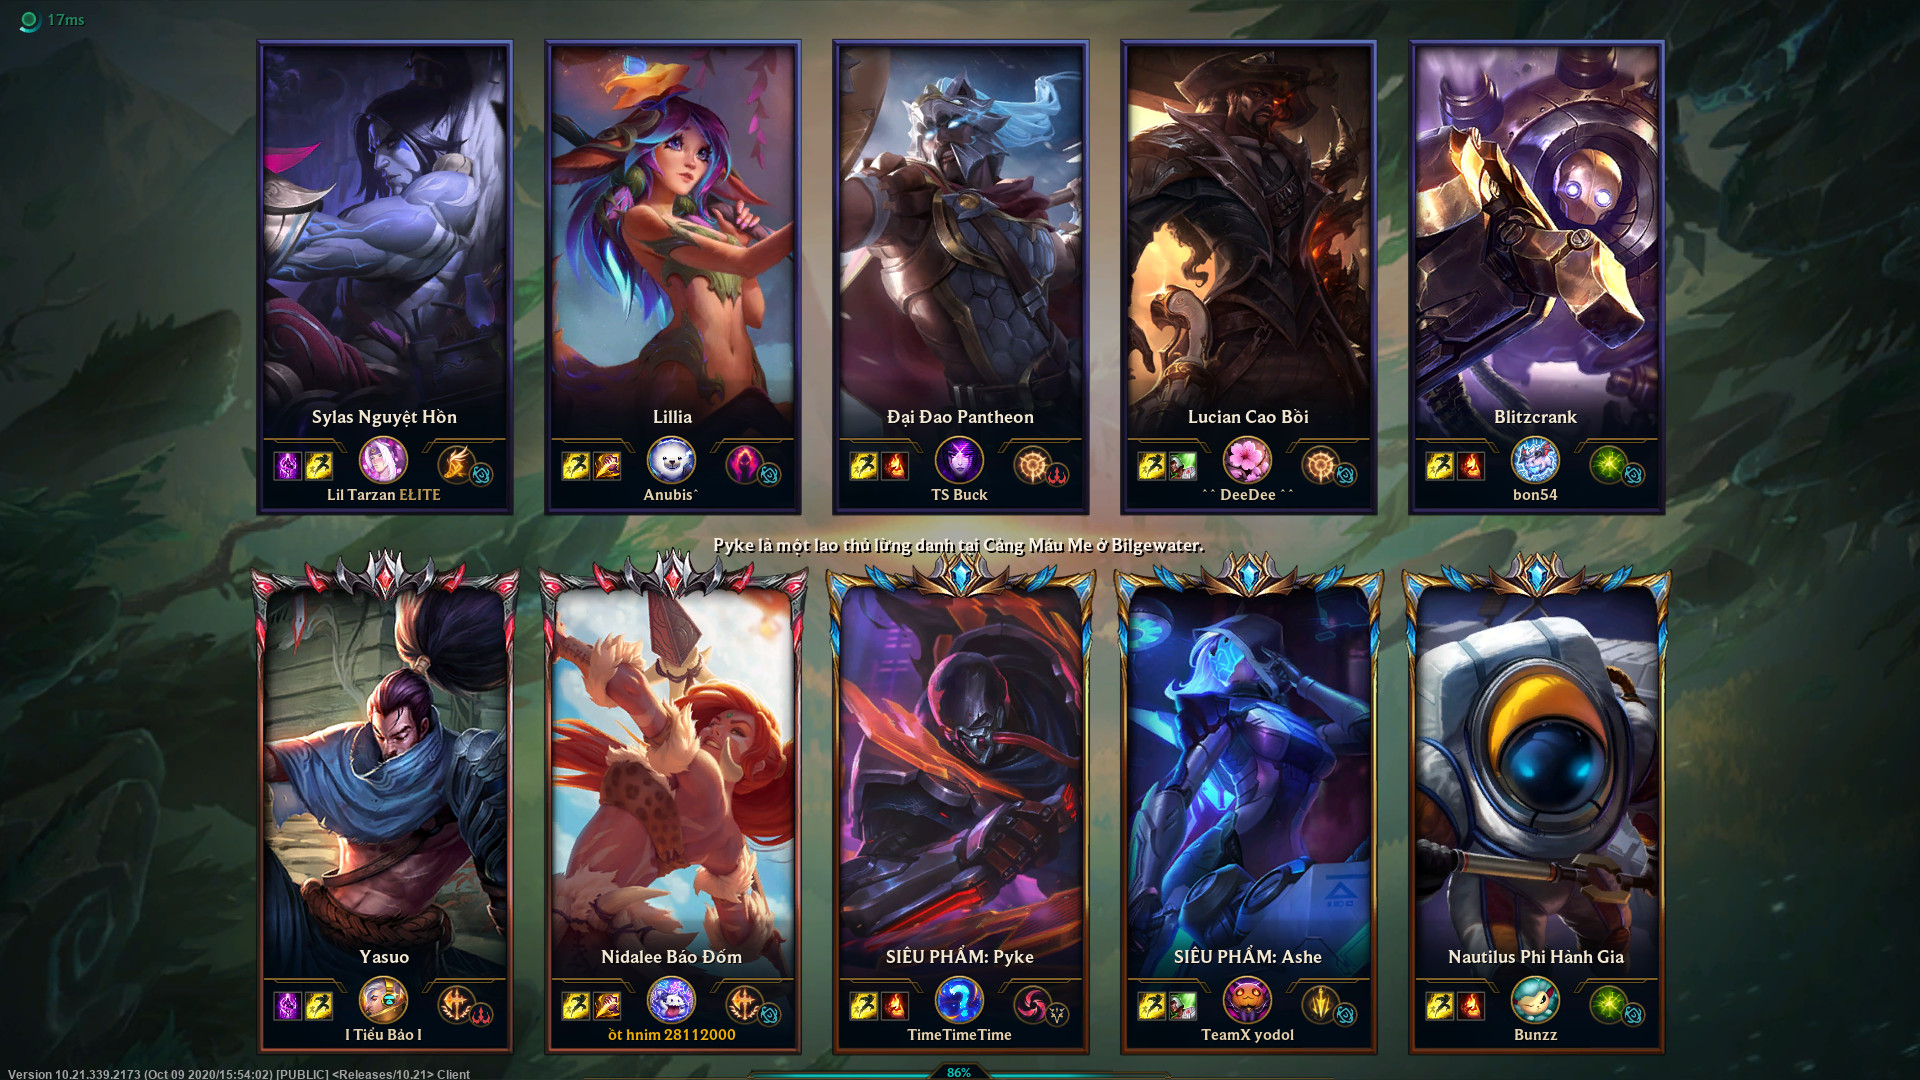 17ms
Sylas Nguyệt Hồn
Lillia
Đại Đao Pantheon
Lucian Cao Bồi
Blitzcrank
Lil Tarzan EŁITE
Anubis^
TS Buck
^^ DeeDee ^^
bon54
Pyke là một lao thủ lừng danh tại Cảng Máu Me ở Bilgewater.
Yasuo
Nidalee Báo Đốm
SIÊU PHẨM: Pyke
SIÊU PHẨM: Ashe
Nautilus Phi Hành Gia
I Tiểu Bảo I
ồt hnim 28112000
TimeTimeTime
TeamX yodol
Bunzz
Version 10.21.339.2173 (Oct 09 2020/15:54:02) [PUBLIC] <Releases/10.21> Client
86%